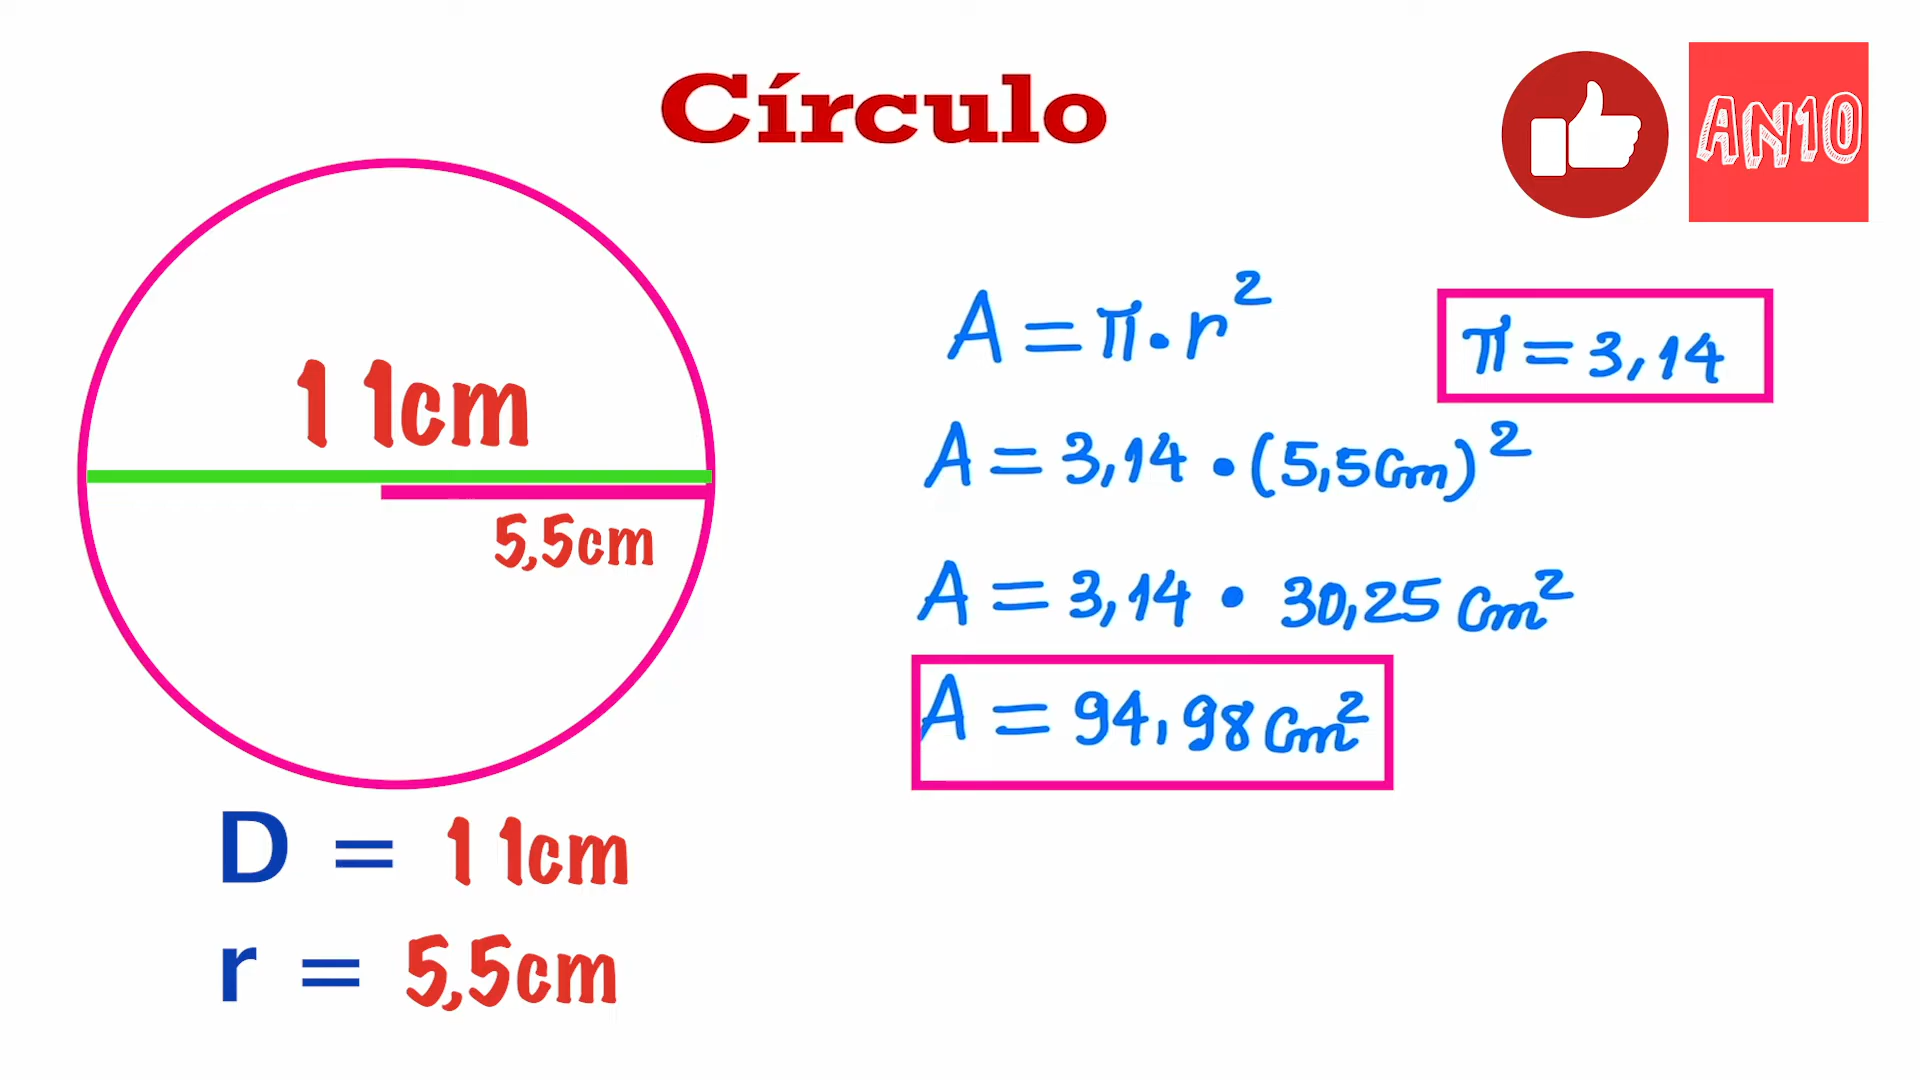 Círculo
AN10
11cm
5,5cm
D = 11cm
r = 5,5cm
A = π·r²
π = 3,14
A = 3,14 · (5,5cm)²
A = 3,14 · 30,25 cm²
A = 94,98 cm²